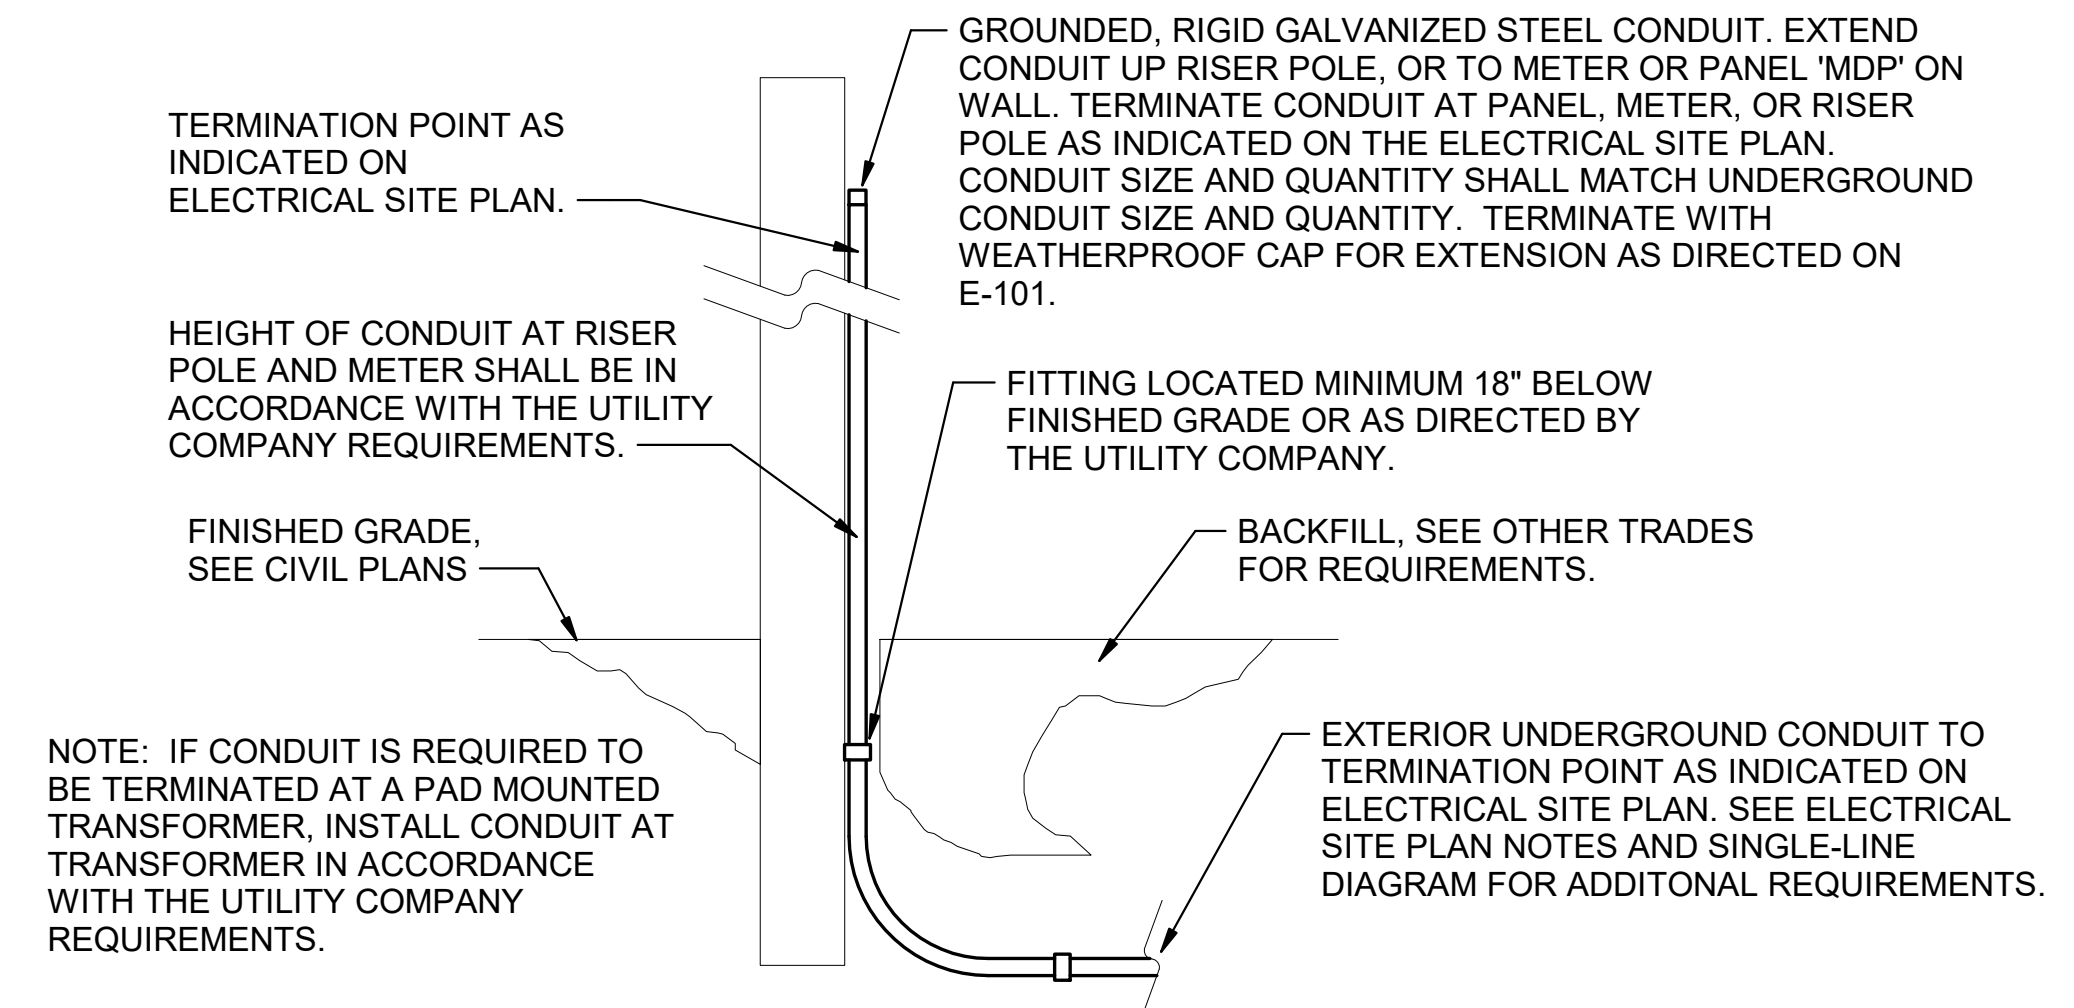 GROUNDED, RIGID GALVANIZED STEEL CONDUIT. EXTEND
CONDUIT UP RISER POLE, OR TO METER OR PANEL 'MDP' ON
WALL. TERMINATE CONDUIT AT PANEL, METER, OR RISER
POLE AS INDICATED ON THE ELECTRICAL SITE PLAN.
CONDUIT SIZE AND QUANTITY SHALL MATCH UNDERGROUND
CONDUIT SIZE AND QUANTITY.  TERMINATE WITH
WEATHERPROOF CAP FOR EXTENSION AS DIRECTED ON
E-101.
TERMINATION POINT AS
INDICATED ON
ELECTRICAL SITE PLAN.
HEIGHT OF CONDUIT AT RISER
POLE AND METER SHALL BE IN
ACCORDANCE WITH THE UTILITY
COMPANY REQUIREMENTS.
FITTING LOCATED MINIMUM 18" BELOW
FINISHED GRADE OR AS DIRECTED BY
THE UTILITY COMPANY.
FINISHED GRADE,
SEE CIVIL PLANS
BACKFILL, SEE OTHER TRADES
FOR REQUIREMENTS.
NOTE:  IF CONDUIT IS REQUIRED TO
BE TERMINATED AT A PAD MOUNTED
TRANSFORMER, INSTALL CONDUIT AT
TRANSFORMER IN ACCORDANCE
WITH THE UTILITY COMPANY
REQUIREMENTS.
EXTERIOR UNDERGROUND CONDUIT TO
TERMINATION POINT AS INDICATED ON
ELECTRICAL SITE PLAN. SEE ELECTRICAL
SITE PLAN NOTES AND SINGLE-LINE
DIAGRAM FOR ADDITONAL REQUIREMENTS.